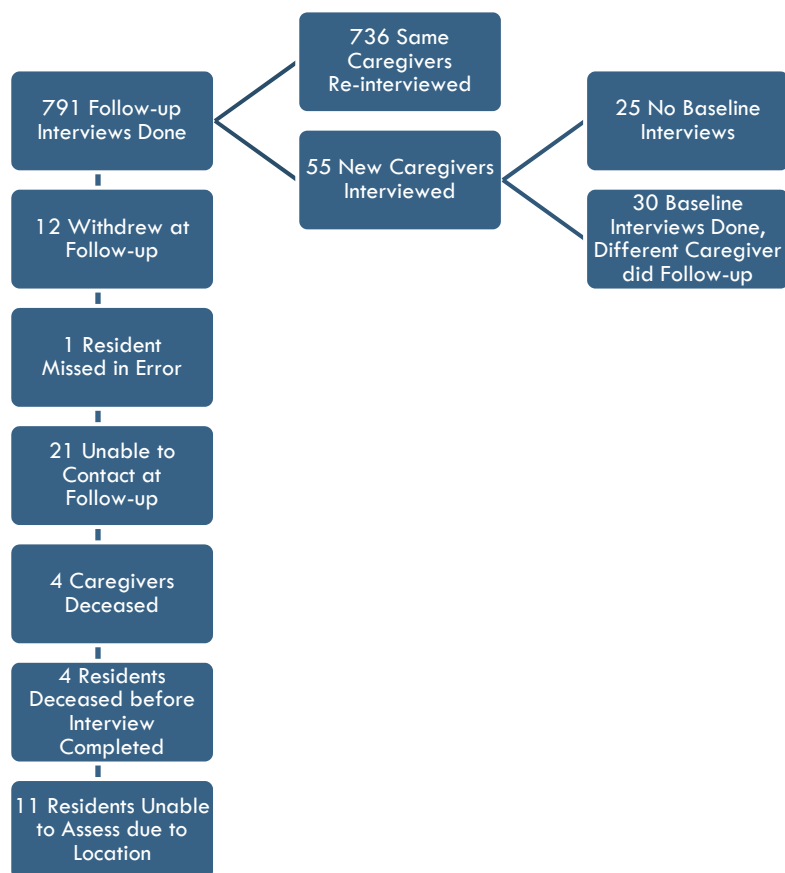 736 Same
Caregivers
Re-interviewed
791 Follow-up
Interviews Done
25 No Baseline
Interviews
55 New Caregivers
Interviewed
12 Withdrew at
Follow-up
30 Baseline
Interviews Done,
Different Caregiver
did Follow-up
1 Resident
Missed in Error
21 Unable to
Contact at
Follow-up
4 Caregivers
Deceased
4 Residents
Deceased before
Interview
Completed
11 Residents Unable
to Assess due to
Location